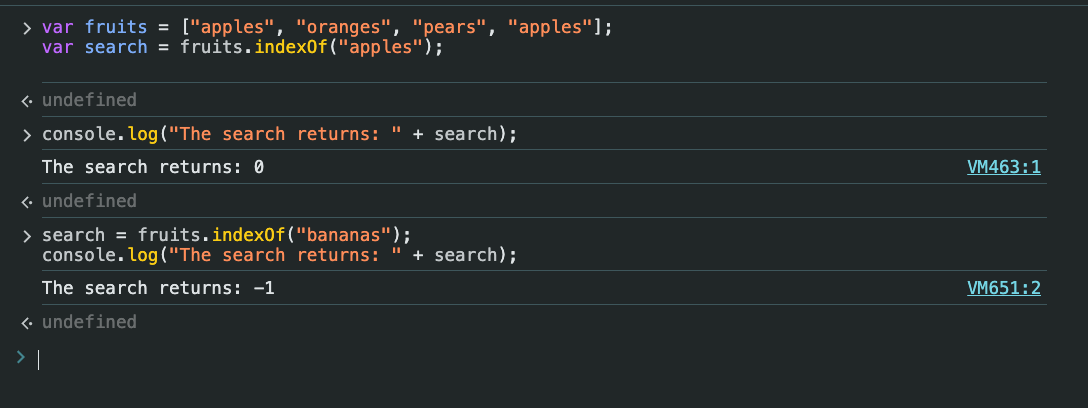 > var fruits = ["apples", "oranges", "pears", "apples"];
var search = fruits.indexOf("apples");
undefined
> console.log("The search returns: " + search);
The search returns: 0 VM463:1
undefined
> search = fruits.indexOf("bananas");
console.log("The search returns: " + search);
The search returns: -1 VM651:2
undefined
>